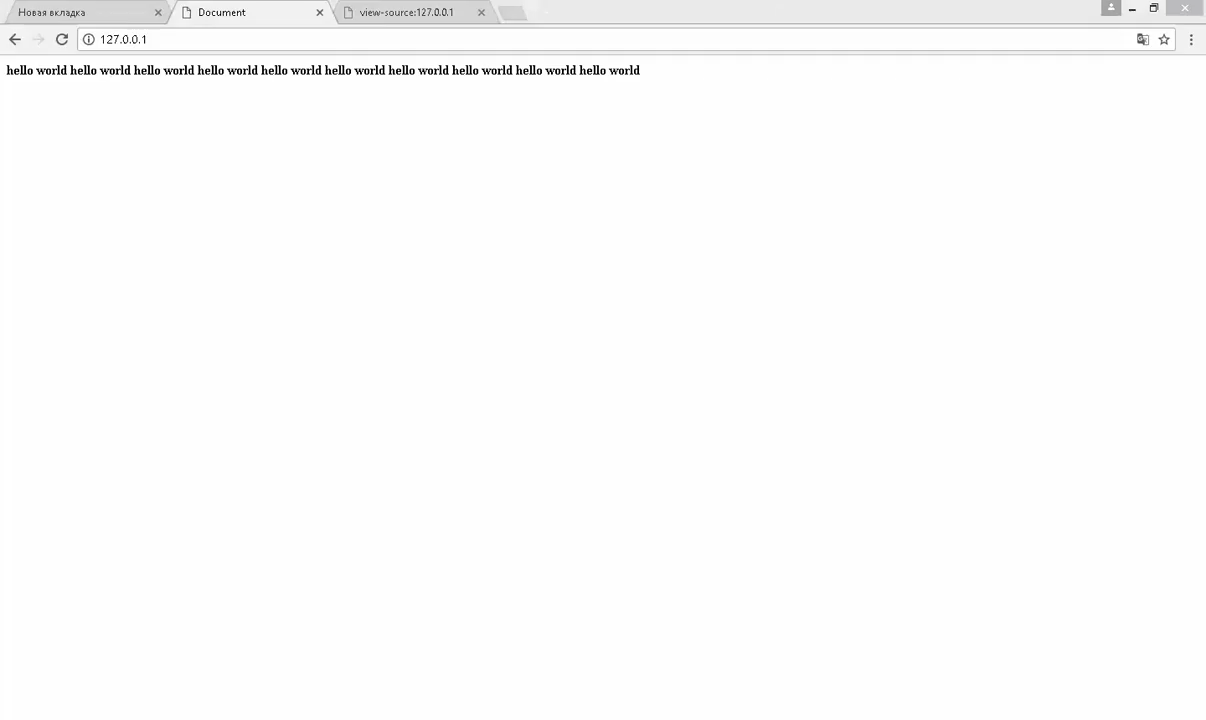 Новая вкладка Document view-source:127.0.0.1
127.0.0.1
hello world hello world hello world hello world hello world hello world hello world hello world hello world hello world